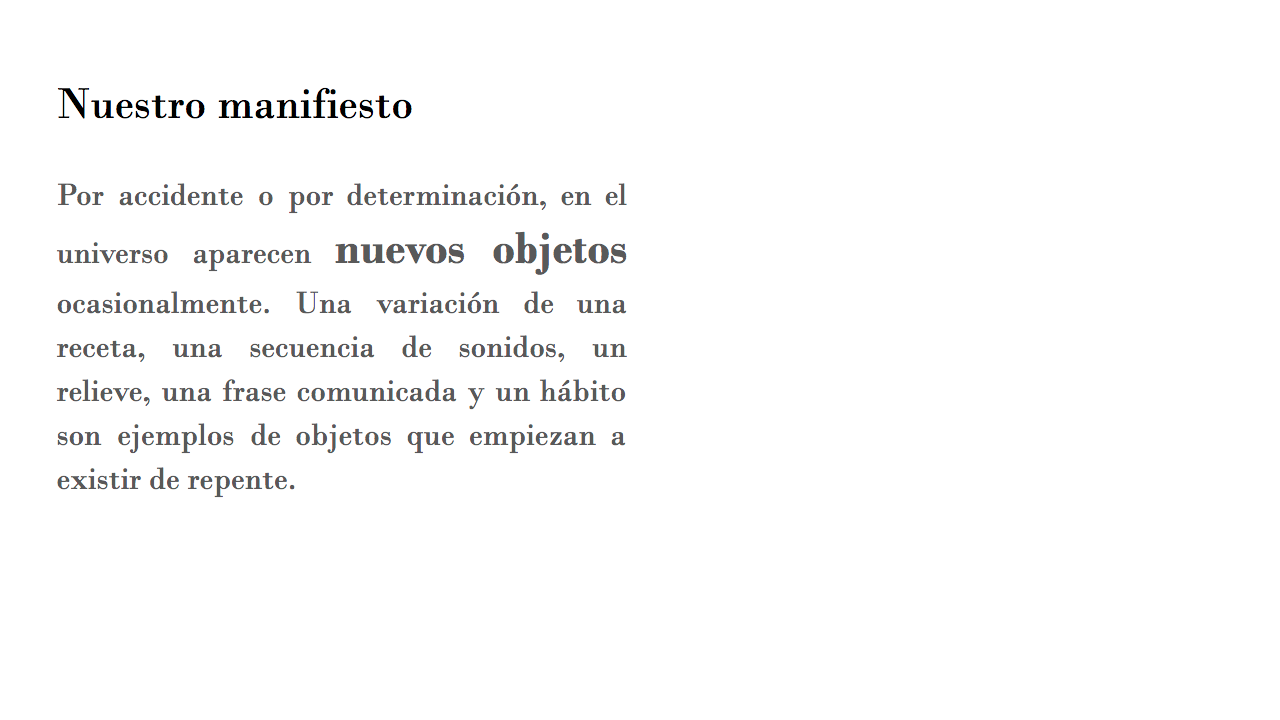 Nuestro manifiesto
Por accidente o por determinación, en el
universo aparecen nuevos objetos
ocasionalmente. Una variación de una
receta, una secuencia de sonidos, un
relieve, una frase comunicada y un hábito
son ejemplos de objetos que empiezan a
existir de repente.